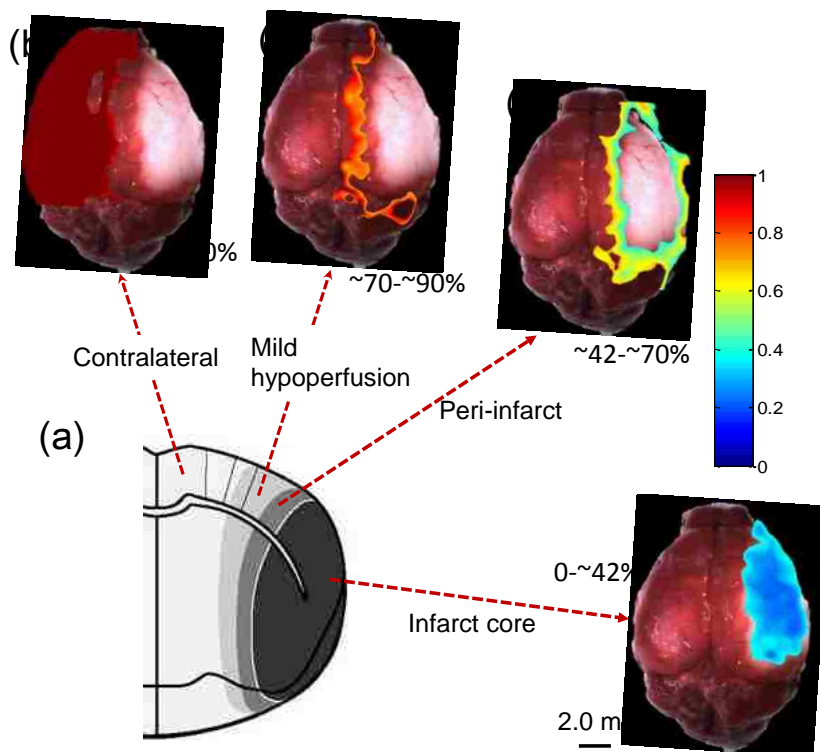 (b
0%
~70-~90%
~42-~70%
Contralateral
Mild
hypoperfusion
Peri-infarct
(a)
1
0.8
0.6
0.4
0.2
0
0-~42%
Infarct core
2.0 m